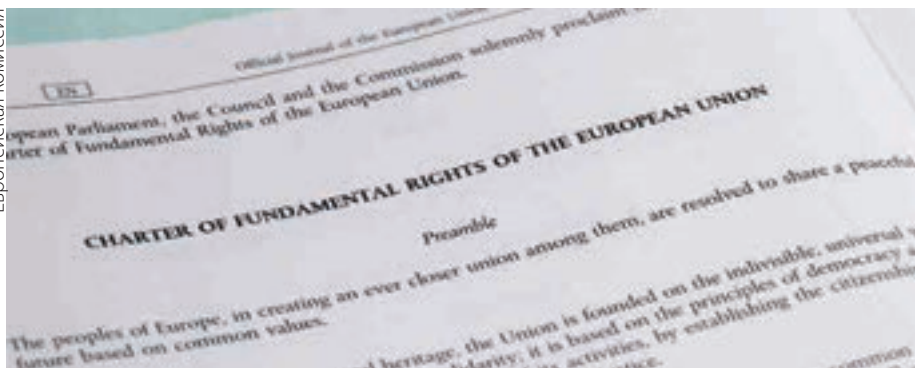 Европейская комиссия
Official Journal of the European Union
EN
opean Parliament, the Council and the Commission solemnly proclaim
rter of Fundamental Rights of the European Union.
CHARTER OF FUNDAMENTAL RIGHTS OF THE EUROPEAN UNION
Preamble
The peoples of Europe, in creating an ever closer union among them, are resolved to share a peaceful
future based on common values.
heritage, the Union is founded on the indivisible, universal
it is based on the principles of democracy
activities, by establishing the citizenship
common